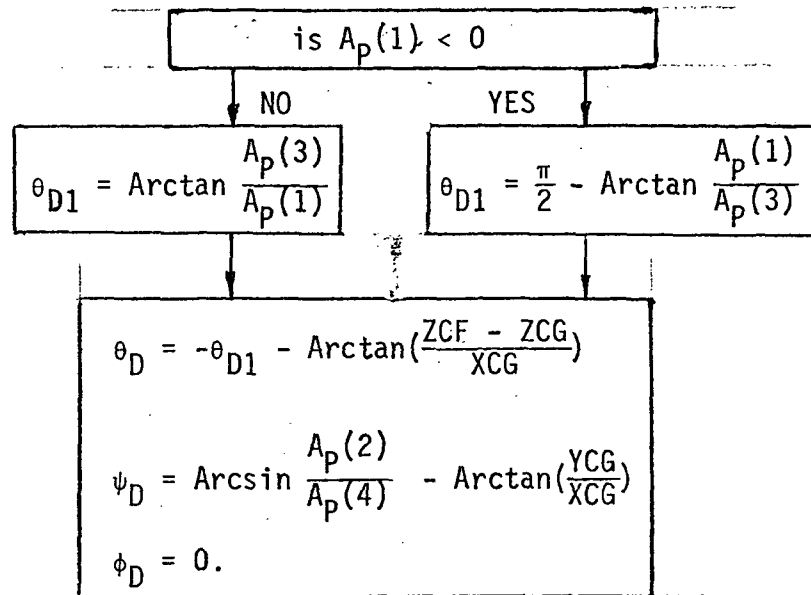 is A_p(1) < 0
NO YES
θ_D1 = Arctan A_p(3)/A_p(1)
θ_D1 = π/2 - Arctan A_p(1)/A_p(3)
θ_D = -θ_D1 - Arctan((ZCF - ZCG)/XCG)
ψ_D = Arcsin A_p(2)/A_p(4) - Arctan(YCG/XCG)
φ_D = 0.